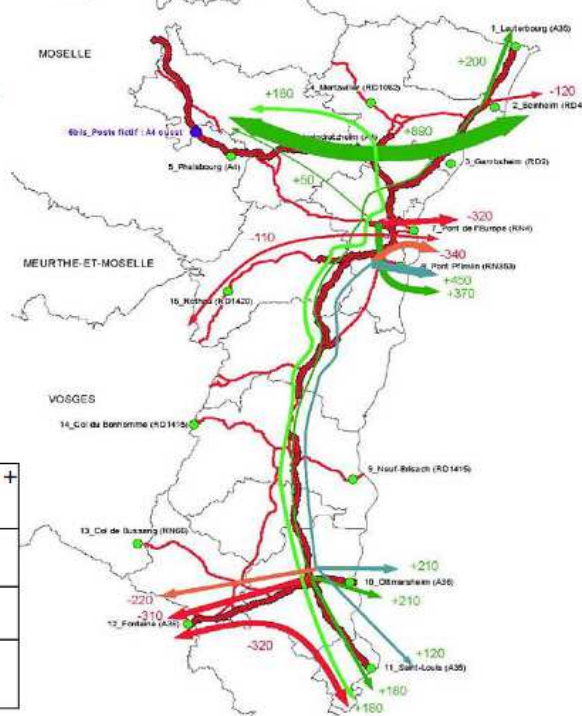 1_Lauterbourg (A35)
MOSELLE
+200
+180
-120
4_Mertzwiller (RD1062)
2_Beinheim (RD4
6bis_Poste fictif : A4 ouest
+890
5_Phalsbourg (A4)
3_Gambsheim (RD2)
+50
-320
7_Pont de l'Europe (RN4)
-110
-340
MEURTHE-ET-MOSELLE
8_Pont Pflimlin (RN353)
+450
+370
15_Rothau (RD1420)
VOSGES
14_Col du Bonhomme (RD1415)
+
9_Neuf-Brisach (RD1415)
13_Col de Bussang (RN66)
+210
10_Ottmarsheim (A36)
-220
+210
-310
12_Fontaine (A36)
-320
+120
11_Saint-Louis (A35)
+160
+180